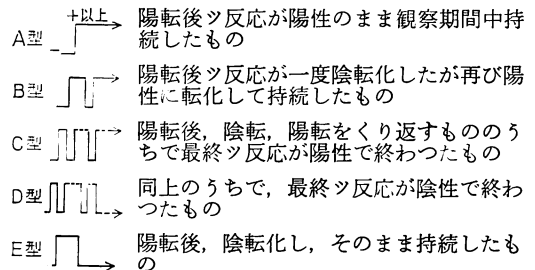 +以上
A型 陽転後ツ反応が陽性のまま観察期間中持
続したもの
B型 陽転後ツ反応が一度陰転化したが再び陽
性に転化して持続したもの
C型 陽転後，陰転，陽転をくり返すもののう
ちで最終ツ反応が陽性で終わつたもの
D型 同上のうちで，最終ツ反応が陰性で終わ
つたもの
E型 陽転後，陰転化し，そのまま持続したも
の